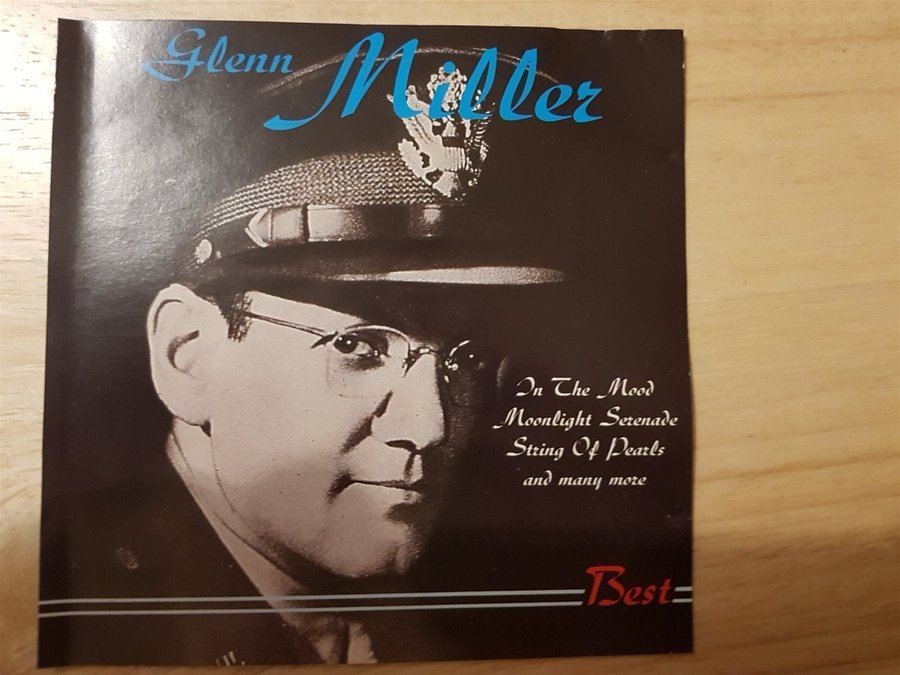 Glenn Miller
In The Mood
Moonlight Serenade
String Of Pearls
and many more
Best